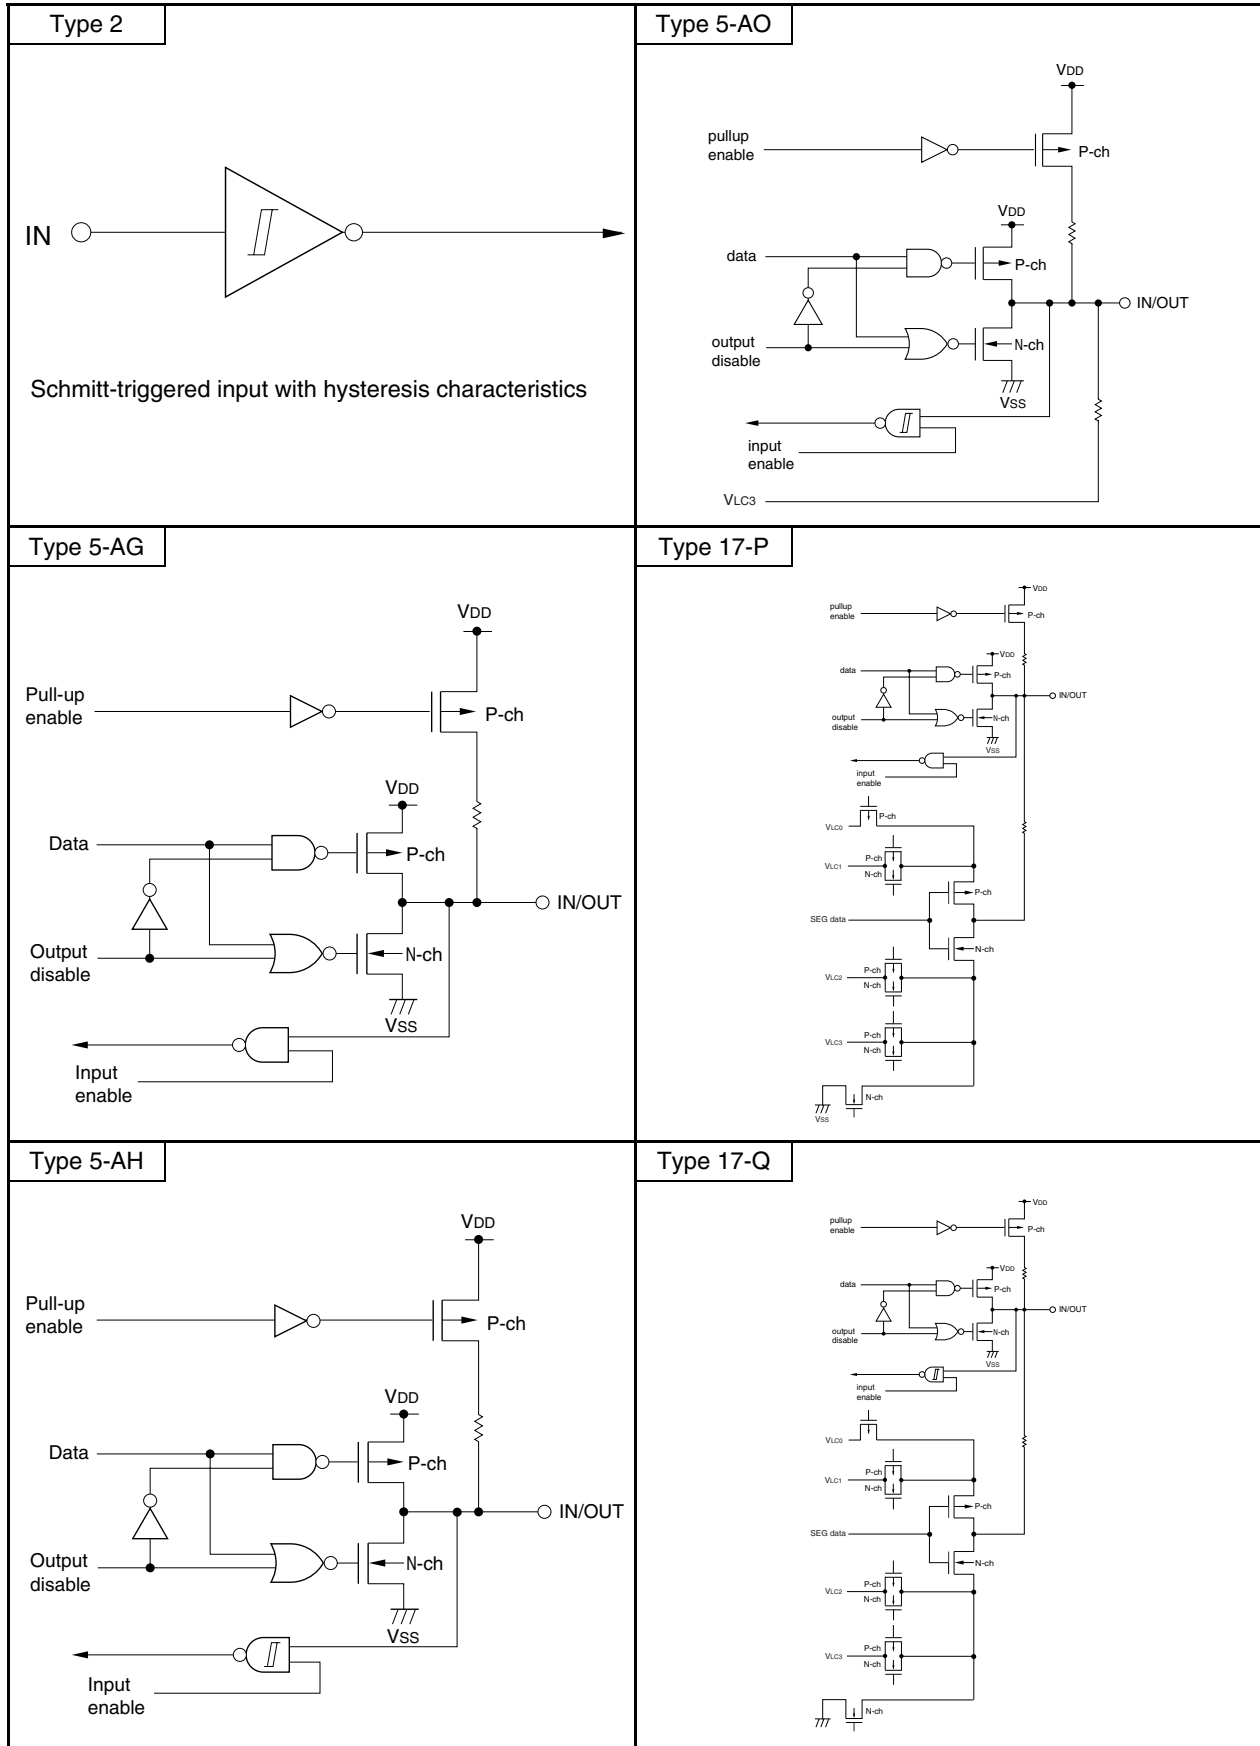 Type 2
IN
Schmitt-triggered input with hysteresis characteristics
Type 5-AO
VDD
pullup
enable
P-ch
VDD
data
P-ch
IN/OUT
output
disable
N-ch
VSS
input
enable
VLC3
Type 5-AG
VDD
Pull-up
enable
P-ch
VDD
Data
P-ch
IN/OUT
Output
disable
N-ch
VSS
Input
enable
Type 17-P
VDD
pullup
enable
P-ch
VDD
data
P-ch
IN/OUT
output
disable
N-ch
VSS
input
enable
P-ch
VLC0
P-ch
VLC1
N-ch
P-ch
SEG data
N-ch
P-ch
VLC2
N-ch
P-ch
VLC3
N-ch
N-ch
VSS
Type 5-AH
VDD
Pull-up
enable
P-ch
VDD
Data
P-ch
IN/OUT
Output
disable
N-ch
VSS
Input
enable
Type 17-Q
VDD
pullup
enable
P-ch
VDD
data
P-ch
IN/OUT
output
disable
N-ch
VSS
input
enable
VLC0
P-ch
VLC1
N-ch
P-ch
SEG data
N-ch
P-ch
VLC2
N-ch
P-ch
VLC3
N-ch
N-ch